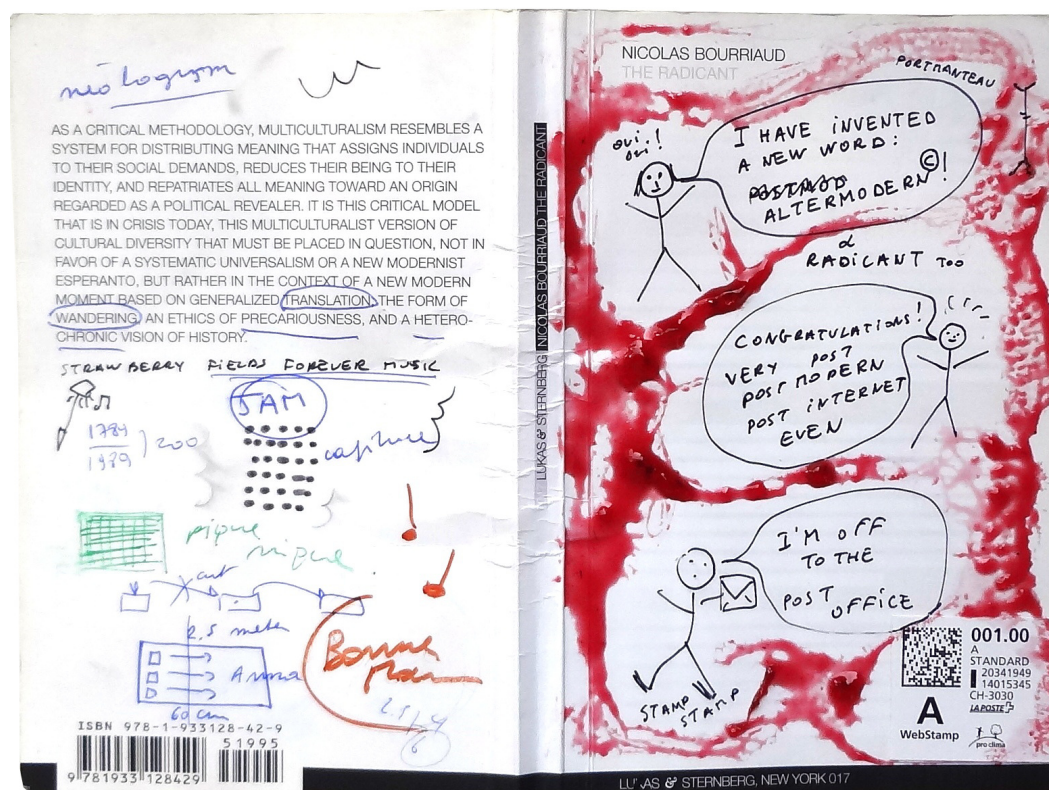 néologism
AS A CRITICAL METHODOLOGY, MULTICULTURALISM RESEMBLES A
SYSTEM FOR DISTRIBUTING MEANING THAT ASSIGNS INDIVIDUALS
TO THEIR SOCIAL DEMANDS, REDUCES THEIR BEING TO THEIR
IDENTITY, AND REPATRIATES ALL MEANING TOWARD AN ORIGIN
REGARDED AS A POLITICAL REVEALER. IT IS THIS CRITICAL MODEL
THAT IS IN CRISIS TODAY, THIS MULTICULTURALIST VERSION OF
CULTURAL DIVERSITY THAT MUST BE PLACED IN QUESTION, NOT IN
FAVOR OF A SYSTEMATIC UNIVERSALISM OR A NEW MODERNIST
ESPERANTO, BUT RATHER IN THE CONTEXT OF A NEW MODERN
MOMENT BASED ON GENERALIZED TRANSLATION, THE FORM OF
WANDERING, AN ETHICS OF PRECARIOUSNESS, AND A HETERO-
CHRONIC VISION OF HISTORY.
STRAWBERRY FIELDS FOREVER MUSIC
JAM
1789
1989
200
capture
pique
nique
cut
2,5 meter
Anna
60 cm
Bonne
ISBN 978-1-933128-42-9
51995
9 781933 128429
LUKAS & STERNBERG NICOLAS BOURRIAUD THE RADICANT
NICOLAS BOURRIAUD
THE RADICANT
PORTMANTEAU
oui!
oui!
I HAVE INVENTED
A NEW WORD:
POSTMOD ©
ALTERMODERN!
&
RADICANT TOO
CONGRATULATIONS!
VERY POST
POSTMODERN
POST INTERNET
EVEN
I'M OFF
TO THE
POST OFFICE
STAMP
STAMP
001.00
A
STANDARD
20341949
14015345
CH-3030
LA POSTE
A
WebStamp
pro clima
& STERNBERG, NEW YORK 017